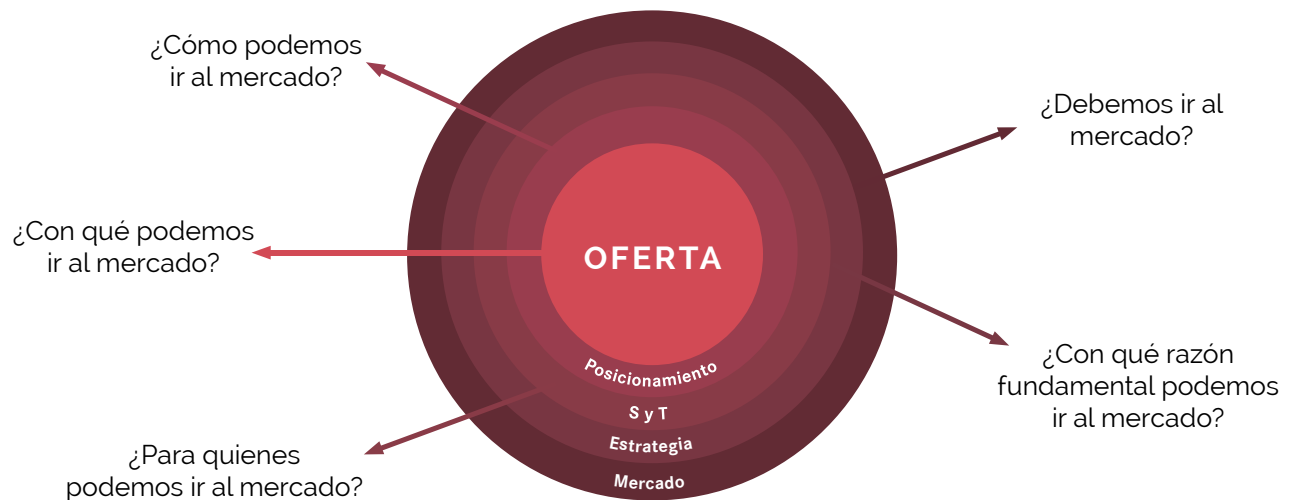 ¿Cómo podemos
ir al mercado?
¿Debemos ir al
mercado?
¿Con qué podemos
ir al mercado?
OFERTA
¿Con qué razón
fundamental podemos
ir al mercado?
Posicionamiento
S y T
Estrategia
Mercado
¿Para quienes
podemos ir al mercado?